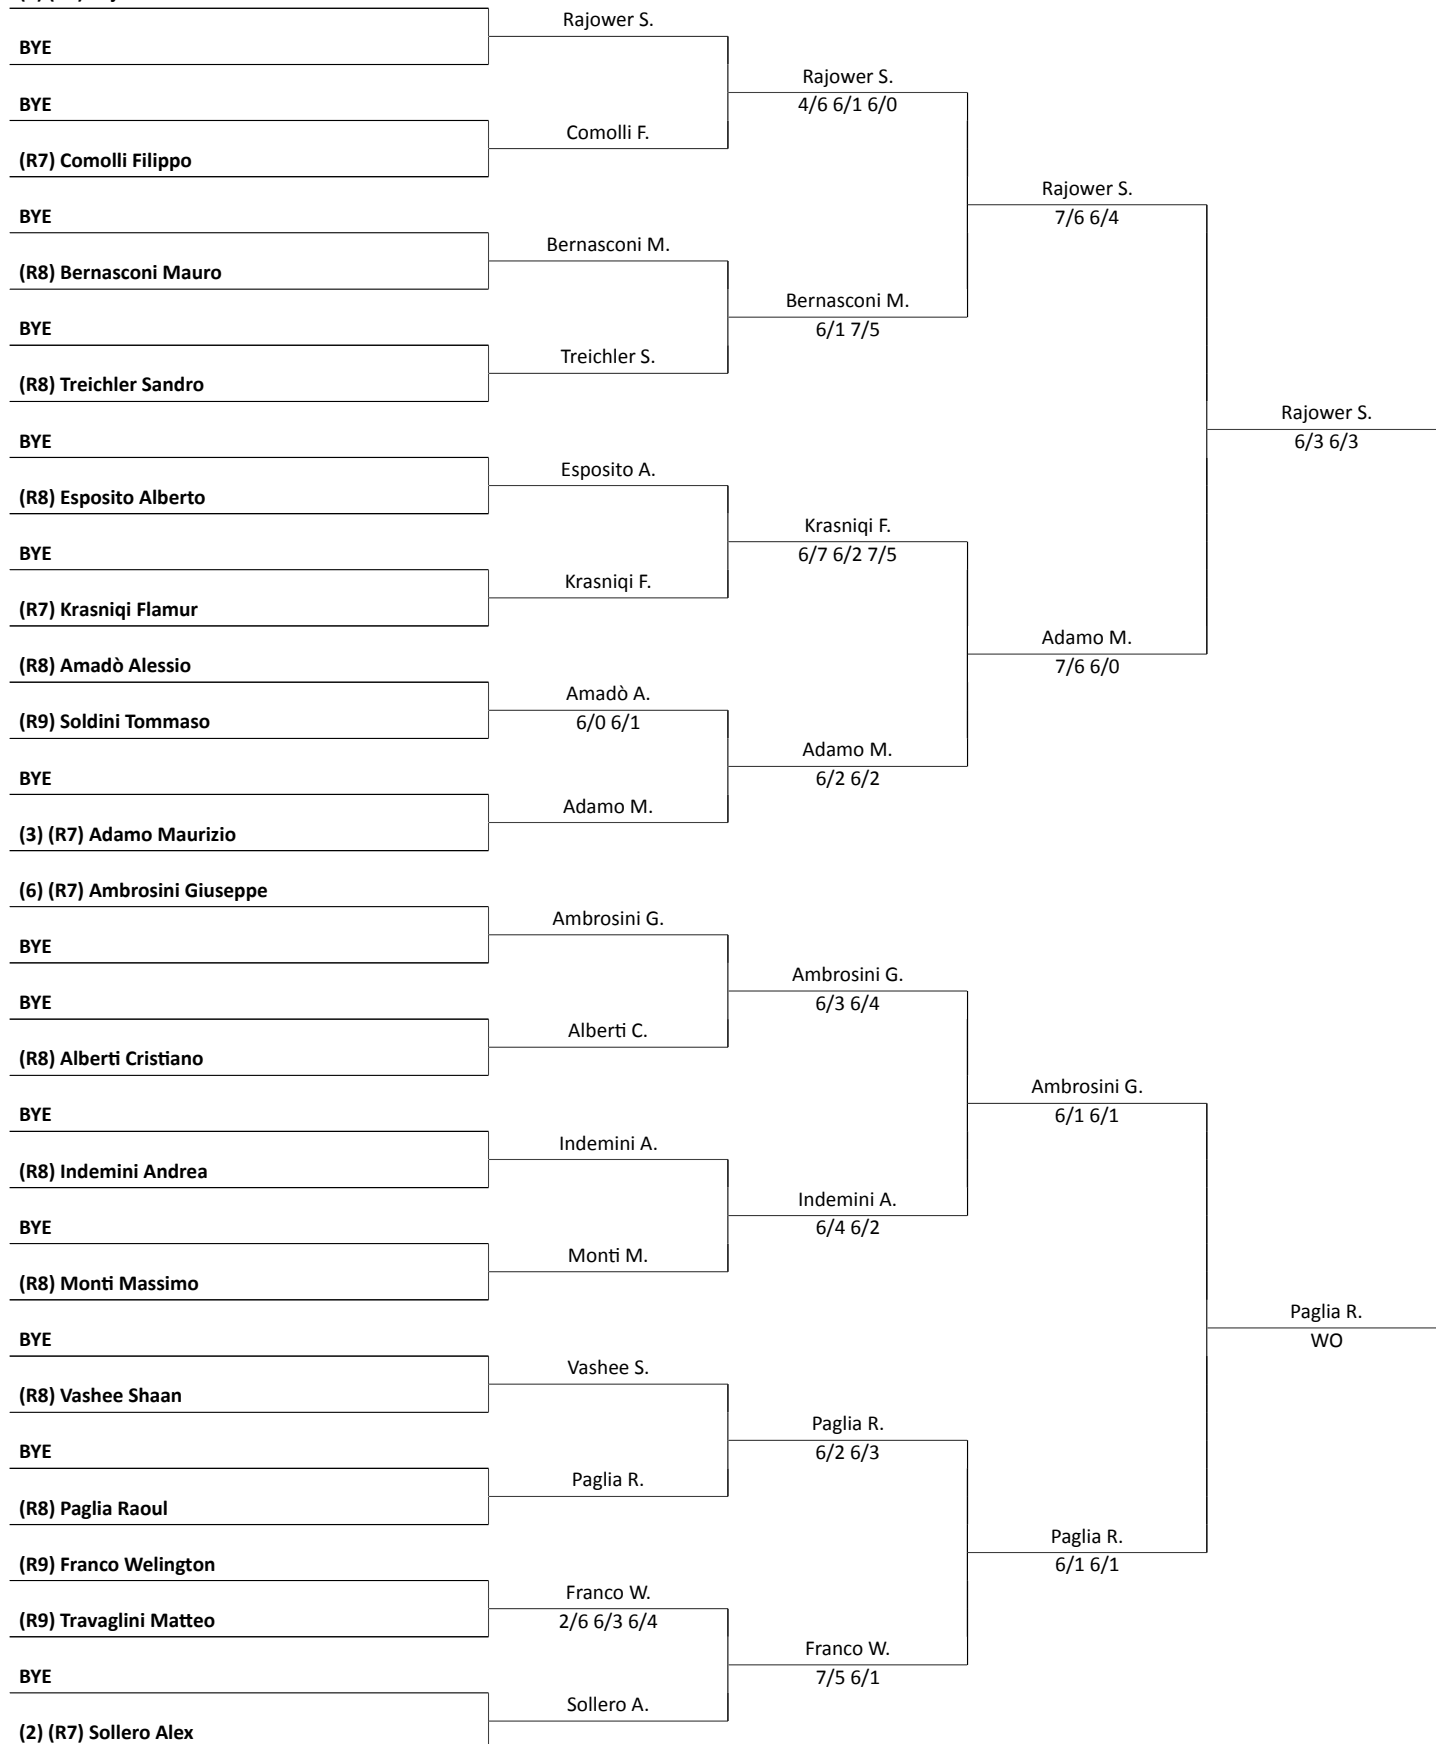 BYE
BYE
(R7) Comolli Filippo
BYE
(R8) Bernasconi Mauro
BYE
(R8) Treichler Sandro
BYE
(R8) Esposito Alberto
BYE
(R7) Krasniqi Flamur
(R8) Amadò Alessio
(R9) Soldini Tommaso
BYE
(3) (R7) Adamo Maurizio
(6) (R7) Ambrosini Giuseppe
BYE
BYE
(R8) Alberti Cristiano
BYE
(R8) Indemini Andrea
BYE
(R8) Monti Massimo
BYE
(R8) Vashee Shaan
BYE
(R8) Paglia Raoul
(R9) Franco Welington
(R9) Travaglini Matteo
BYE
(2) (R7) Sollero Alex
Rajower S.
Comolli F.
Bernasconi M.
Treichler S.
Esposito A.
Krasniqi F.
Amadò A.
6/0 6/1
Adamo M.
Ambrosini G.
Alberti C.
Indemini A.
Monti M.
Vashee S.
Paglia R.
Franco W.
2/6 6/3 6/4
Sollero A.
Rajower S.
4/6 6/1 6/0
Bernasconi M.
6/1 7/5
Krasniqi F.
6/7 6/2 7/5
Adamo M.
6/2 6/2
Ambrosini G.
6/3 6/4
Indemini A.
6/4 6/2
Paglia R.
6/2 6/3
Franco W.
7/5 6/1
Rajower S.
7/6 6/4
Adamo M.
7/6 6/0
Ambrosini G.
6/1 6/1
Paglia R.
6/1 6/1
Rajower S.
6/3 6/3
Paglia R.
WO